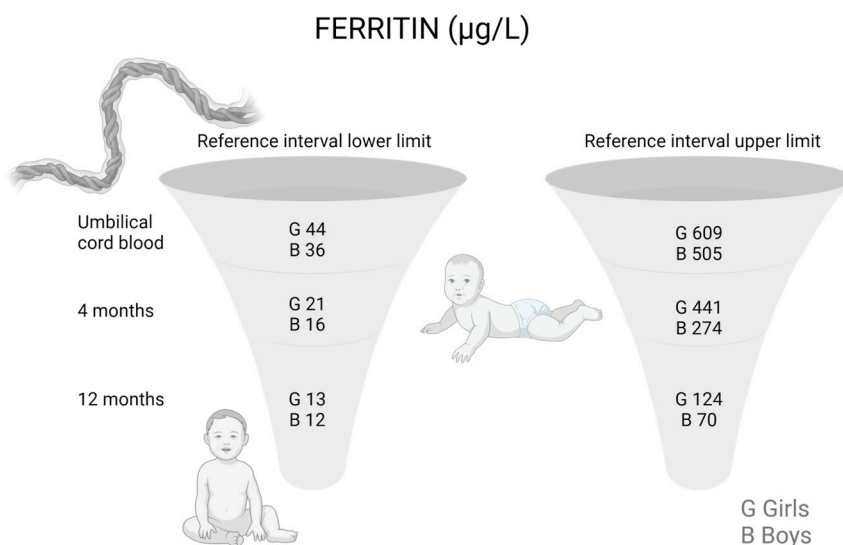 FERRITIN (µg/L)
Reference interval lower limit
Reference interval upper limit
Umbilical
cord blood
G 44
B 36
G 609
B 505
4 months
G 21
B 16
G 441
B 274
12 months
G 13
B 12
G 124
B 70
G Girls
B Boys